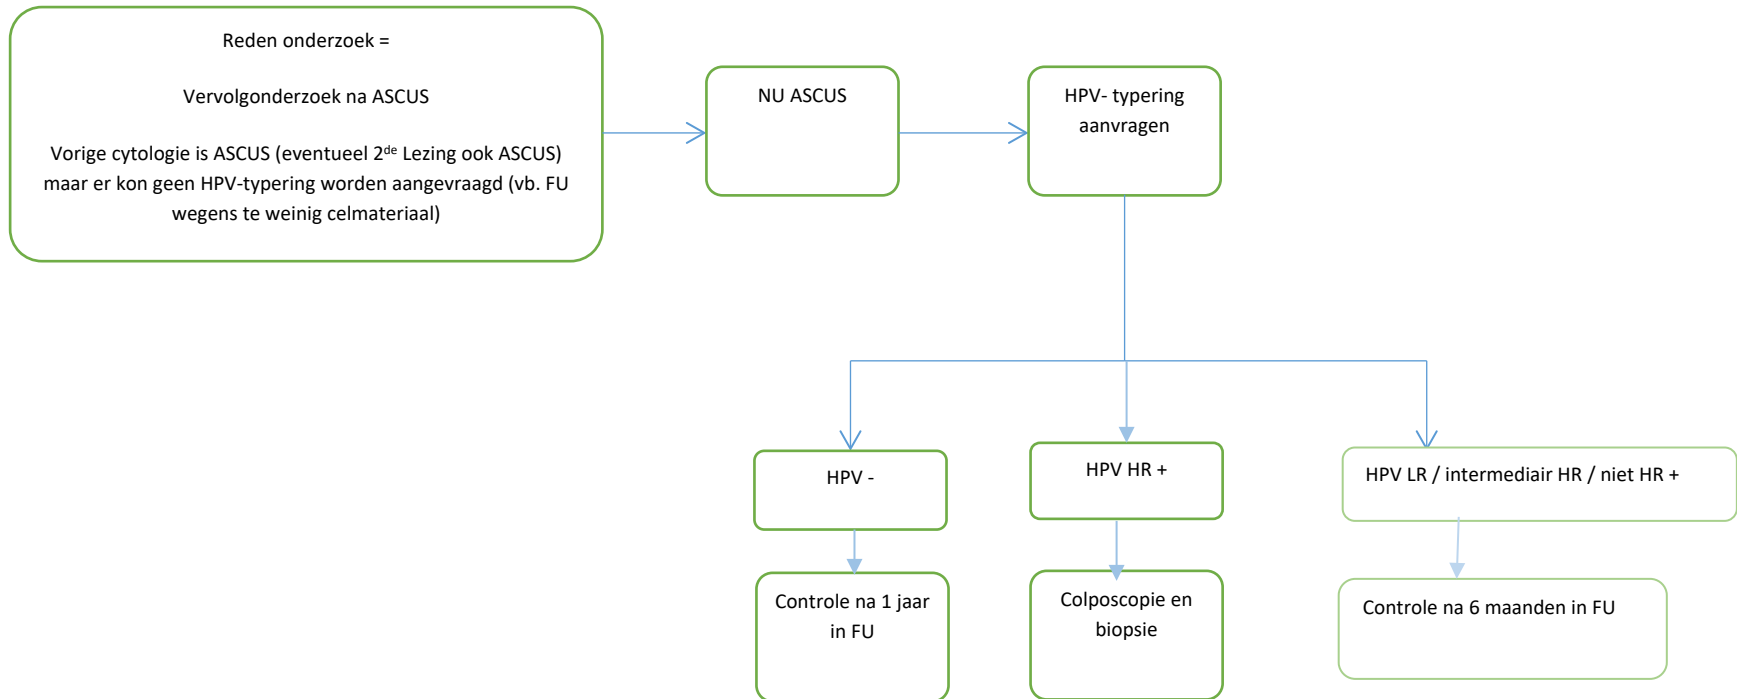 Reden onderzoek =
Vervolgonderzoek na ASCUS
Vorige cytologie is ASCUS (eventueel 2de Lezing ook ASCUS)
maar er kon geen HPV-typering worden aangevraagd (vb. FU
wegens te weinig celmateriaal)
NU ASCUS
HPV- typering
aanvragen
HPV -
HPV HR +
HPV LR / intermediair HR / niet HR +
Controle na 1 jaar
in FU
Colposcopie en
biopsie
Controle na 6 maanden in FU